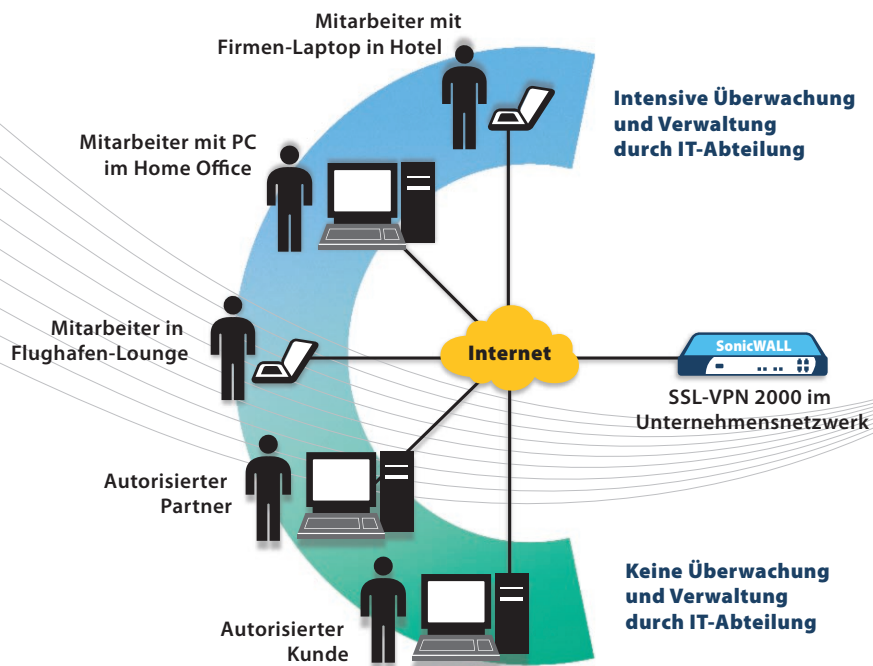 Mitarbeiter mit
Firmen-Laptop in Hotel
Intensive Überwachung
und Verwaltung
durch IT-Abteilung
Mitarbeiter mit PC
im Home Office
Mitarbeiter in
Flughafen-Lounge
Internet
SonicWALL
SSL-VPN 2000 im
Unternehmensnetzwerk
Autorisierter
Partner
Keine Überwachung
und Verwaltung
durch IT-Abteilung
Autorisierter
Kunde